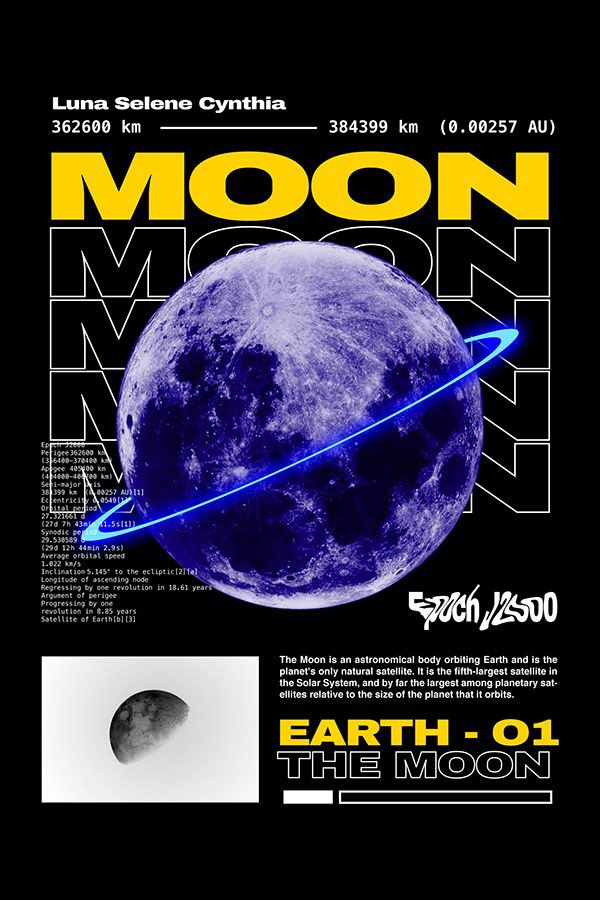 Luna Selene Cynthia
362600 km 384399 km (0.00257 AU)
MOON
MOON
M N
M N
M N
Epoch J2000
Perigee362600 km
(356400–370400 km)
Apogee 405400 km
(404000–406700 km)
Semi-major axis
384399 km (0.00257 AU)[1]
Eccentricity 0.0549[1]
Orbital period
27.321661 d
(27d 7h 43min 11.5s[1])
Synodic period
29.530589 d
(29d 12h 44min 2.9s)
Average orbital speed
1.022 km/s
Inclination5.145° to the ecliptic[2][a]
Longitude of ascending node
Regressing by one revolution in 18.61 years
Argument of perigee
Progressing by one
revolution in 8.85 years
Satellite of Earth[b][3]
Epoch J2500
The Moon is an astronomical body orbiting Earth and is the
planet's only natural satellite. It is the fifth-largest satellite in
the Solar System, and by far the largest among planetary sat-
ellites relative to the size of the planet that it orbits.
EARTH - 01
THE MOON